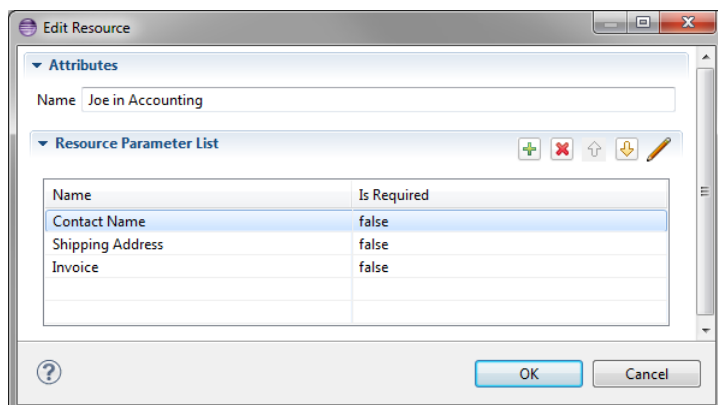 Edit Resource
Attributes
Name Joe in Accounting
Resource Parameter List
Name Is Required
Contact Name false
Shipping Address false
Invoice false
? OK Cancel